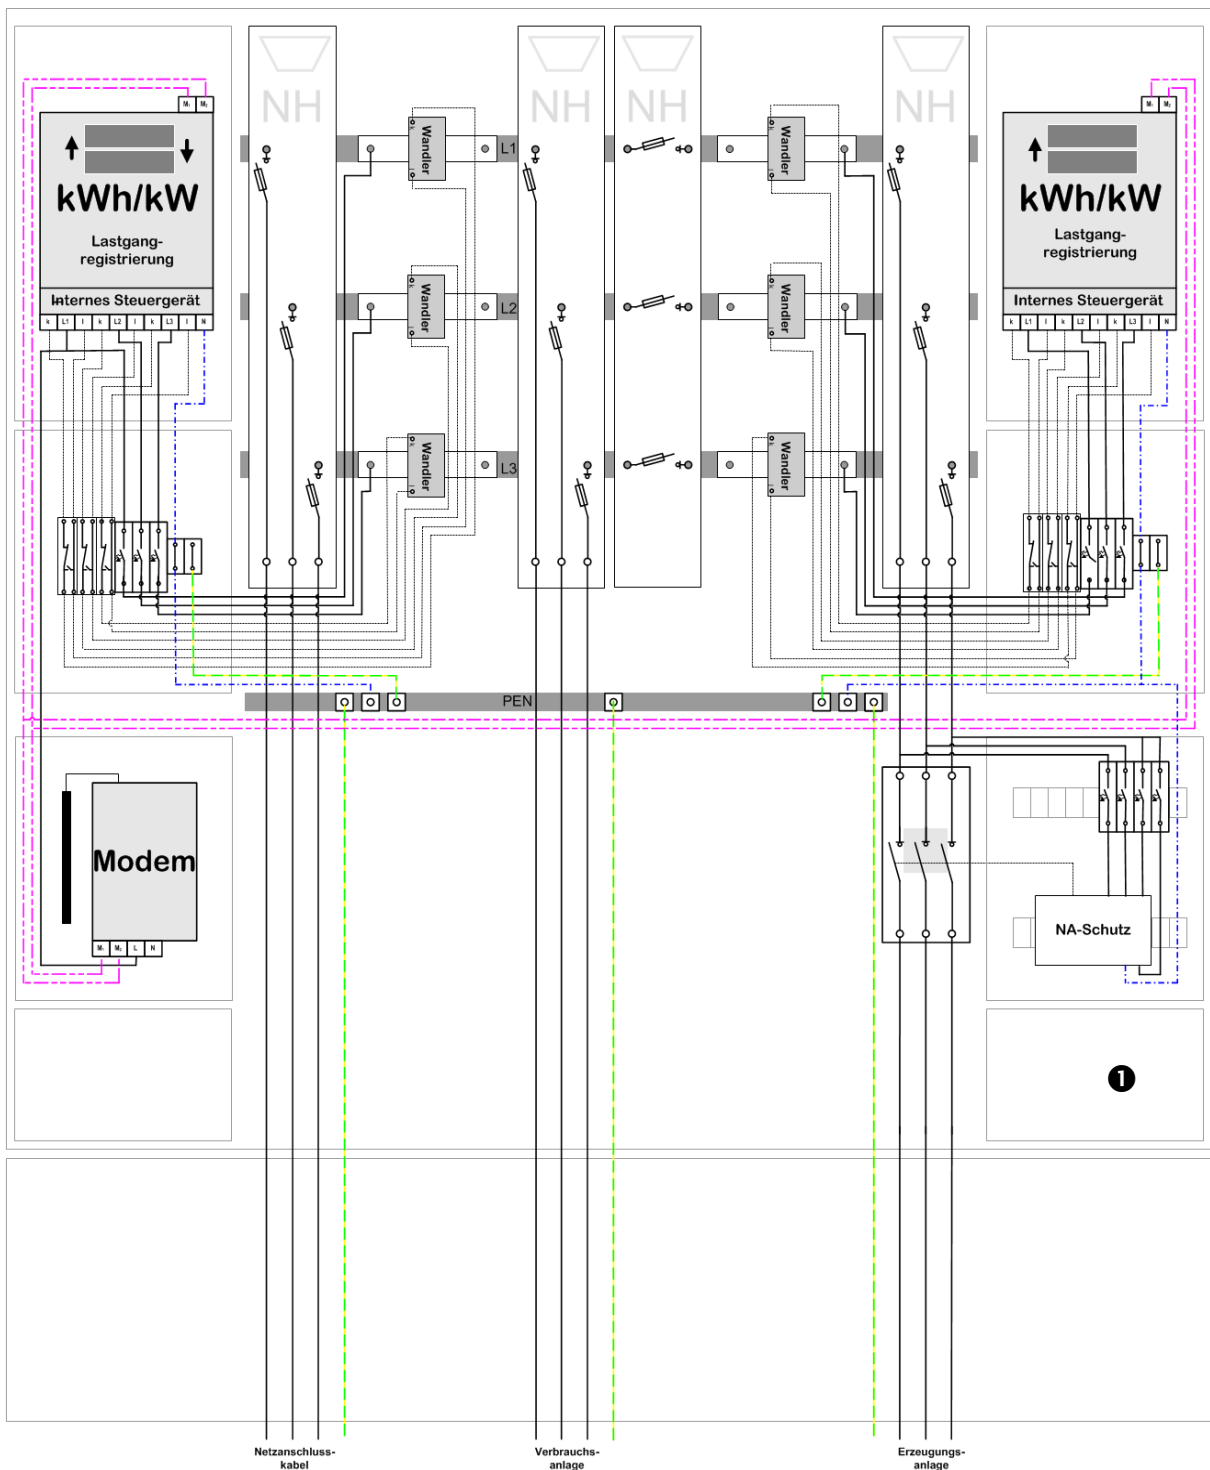 NH
NH
NH
NH
M₁ M₂
M₁ M₂
kWh/kW
Lastgang-
registrierung
Internes Steuergerät
k L1 l k L2 l k L3 l N
kWh/kW
Lastgang-
registrierung
Internes Steuergerät
k L1 l k L2 l k L3 l N
k Wandler l
L1
k Wandler l
k Wandler l
L2
k Wandler l
k Wandler l
L3
k Wandler l
PEN
Modem
M₁ M₂ L N
NA-Schutz
1
Netzanschluss-
kabel
Verbrauchs-
anlage
Erzeugungs-
anlage